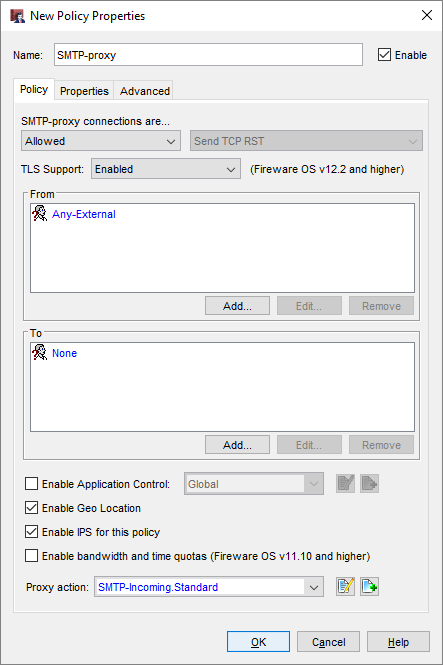 New Policy Properties
Name: SMTP-proxy Enable
Policy Properties Advanced
SMTP-proxy connections are...
Allowed Send TCP RST
TLS Support: Enabled (Fireware OS v12.2 and higher)
From
Any-External
Add... Edit... Remove
To
None
Add... Edit... Remove
Enable Application Control: Global
Enable Geo Location
Enable IPS for this policy
Enable bandwidth and time quotas (Fireware OS v11.10 and higher)
Proxy action: SMTP-Incoming.Standard
OK Cancel Help